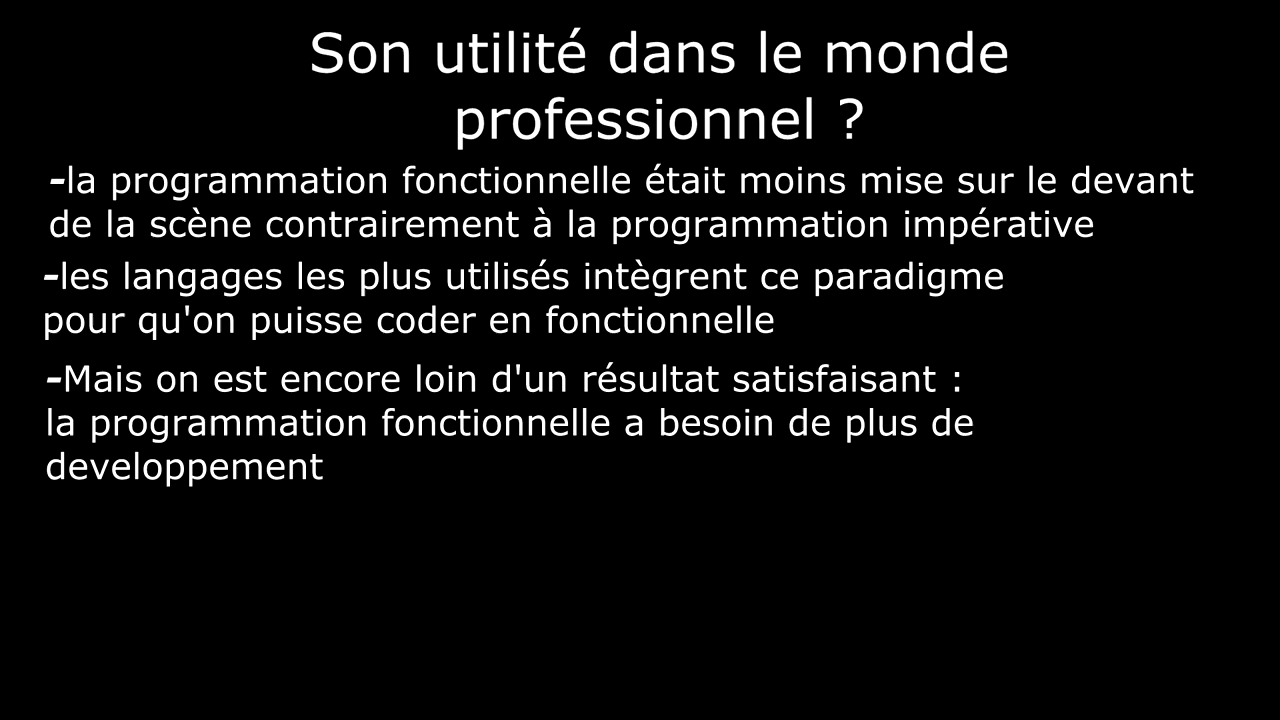 Son utilité dans le monde
professionnel ?
-la programmation fonctionnelle était moins mise sur le devant
de la scène contrairement à la programmation impérative
-les langages les plus utilisés intègrent ce paradigme
pour qu'on puisse coder en fonctionnelle
-Mais on est encore loin d'un résultat satisfaisant :
la programmation fonctionnelle a besoin de plus de
developpement